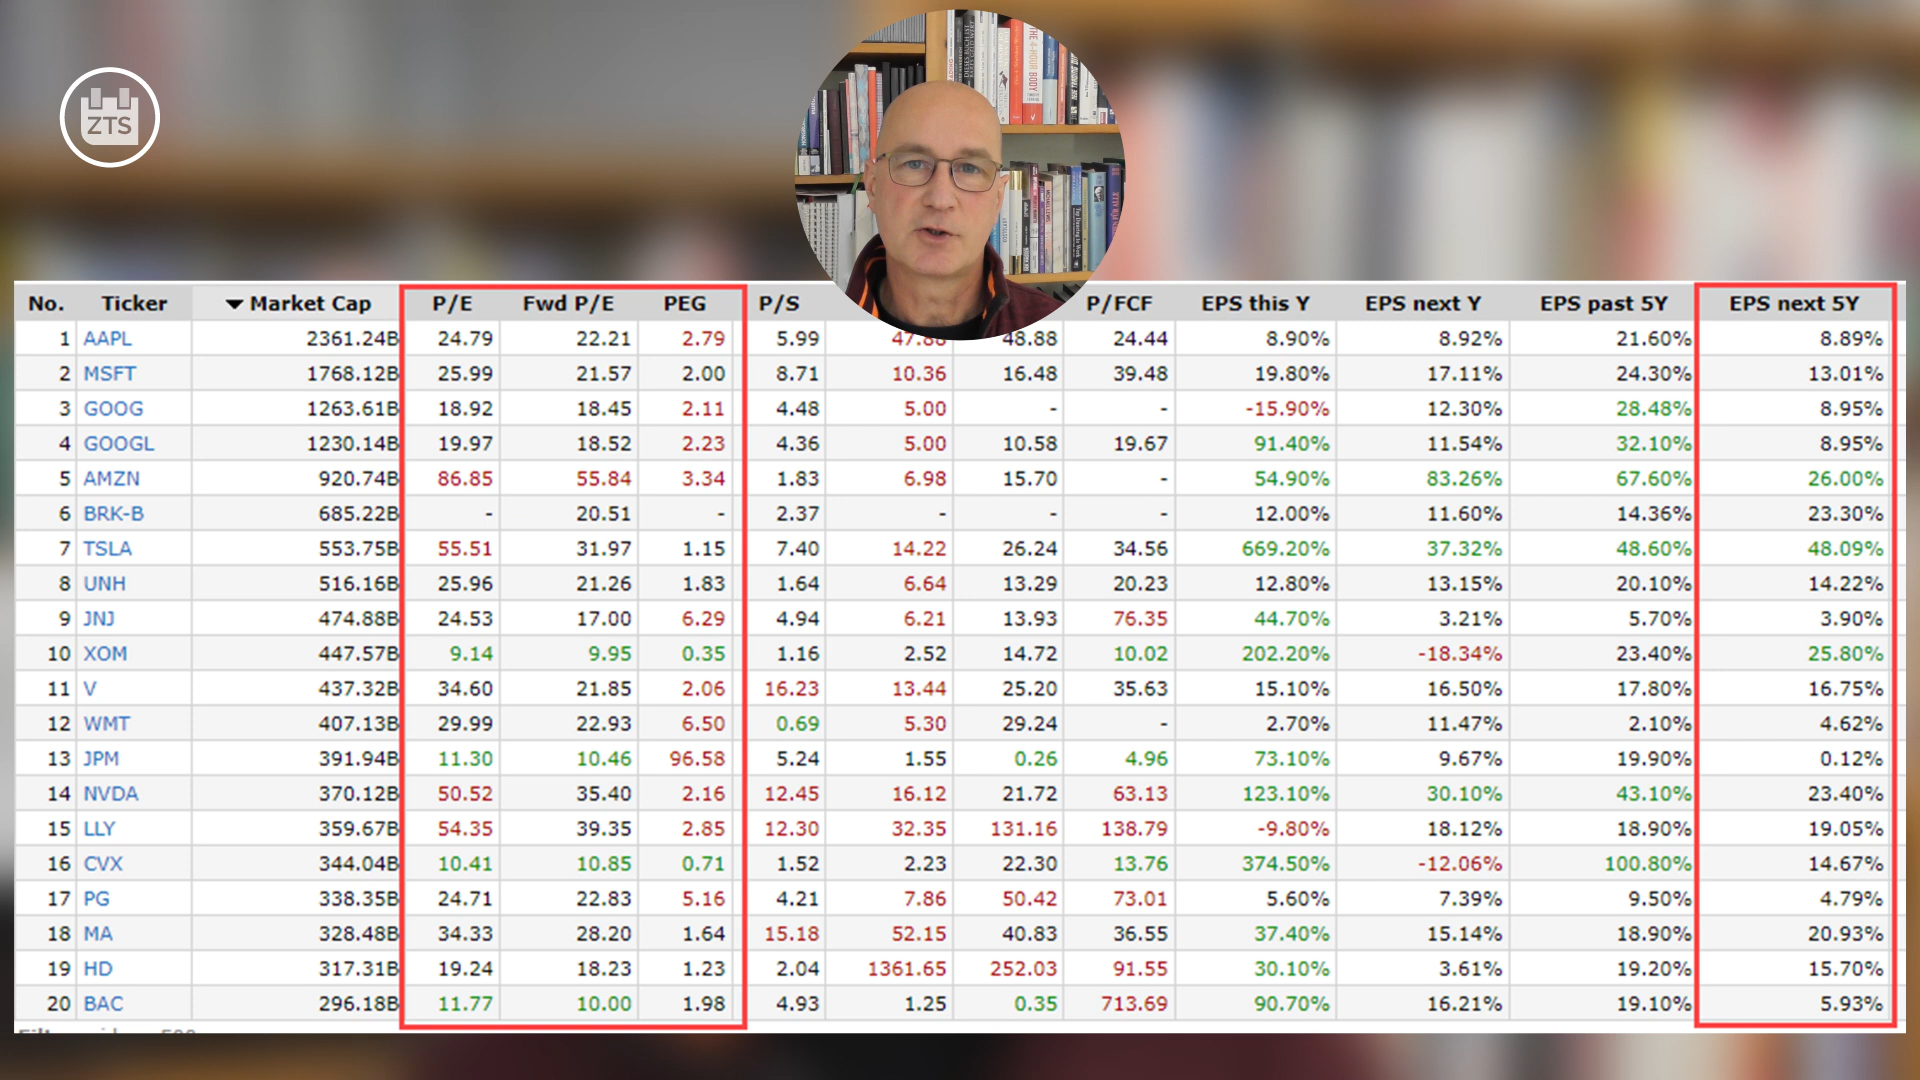 THE 4-HOUR BODY
ZTS
No. Ticker Market Cap P/E Fwd P/E PEG P/S P/FCF EPS this Y EPS next Y EPS past 5Y EPS next 5Y
1 AAPL 2361.24B 24.79 22.21 2.79 5.99 47.88 48.88 24.44 8.90% 8.92% 21.60% 8.89%
2 MSFT 1768.12B 25.99 21.57 2.00 8.71 10.36 16.48 39.48 19.80% 17.11% 24.30% 13.01%
3 GOOG 1263.61B 18.92 18.45 2.11 4.48 5.00 - - -15.90% 12.30% 28.48% 8.95%
4 GOOGL 1230.14B 19.97 18.52 2.23 4.36 5.00 10.58 19.67 91.40% 11.54% 32.10% 8.95%
5 AMZN 920.74B 86.85 55.84 3.34 1.83 6.98 15.70 - 54.90% 83.26% 67.60% 26.00%
6 BRK-B 685.22B - 20.51 - 2.37 - - - 12.00% 11.60% 14.36% 23.30%
7 TSLA 553.75B 55.51 31.97 1.15 7.40 14.22 26.24 34.56 669.20% 37.32% 48.60% 48.09%
8 UNH 516.16B 25.96 21.26 1.83 1.64 6.64 13.29 20.23 12.80% 13.15% 20.10% 14.22%
9 JNJ 474.88B 24.53 17.00 6.29 4.94 6.21 13.93 76.35 44.70% 3.21% 5.70% 3.90%
10 XOM 447.57B 9.14 9.95 0.35 1.16 2.52 14.72 10.02 202.20% -18.34% 23.40% 25.80%
11 V 437.32B 34.60 21.85 2.06 16.23 13.44 25.20 35.63 15.10% 16.50% 17.80% 16.75%
12 WMT 407.13B 29.99 22.93 6.50 0.69 5.30 29.24 - 2.70% 11.47% 2.10% 4.62%
13 JPM 391.94B 11.30 10.46 96.58 5.24 1.55 0.26 4.96 73.10% 9.67% 19.90% 0.12%
14 NVDA 370.12B 50.52 35.40 2.16 12.45 16.12 21.72 63.13 123.10% 30.10% 43.10% 23.40%
15 LLY 359.67B 54.35 39.35 2.85 12.30 32.35 131.16 138.79 -9.80% 18.12% 18.90% 19.05%
16 CVX 344.04B 10.41 10.85 0.71 1.52 2.23 22.30 13.76 374.50% -12.06% 100.80% 14.67%
17 PG 338.35B 24.71 22.83 5.16 4.21 7.86 50.42 73.01 5.60% 7.39% 9.50% 4.79%
18 MA 328.48B 34.33 28.20 1.64 15.18 52.15 40.83 36.55 37.40% 15.14% 18.90% 20.93%
19 HD 317.31B 19.24 18.23 1.23 2.04 1361.65 252.03 91.55 30.10% 3.61% 19.20% 15.70%
20 BAC 296.18B 11.77 10.00 1.98 4.93 1.25 0.35 713.69 90.70% 16.21% 19.10% 5.93%